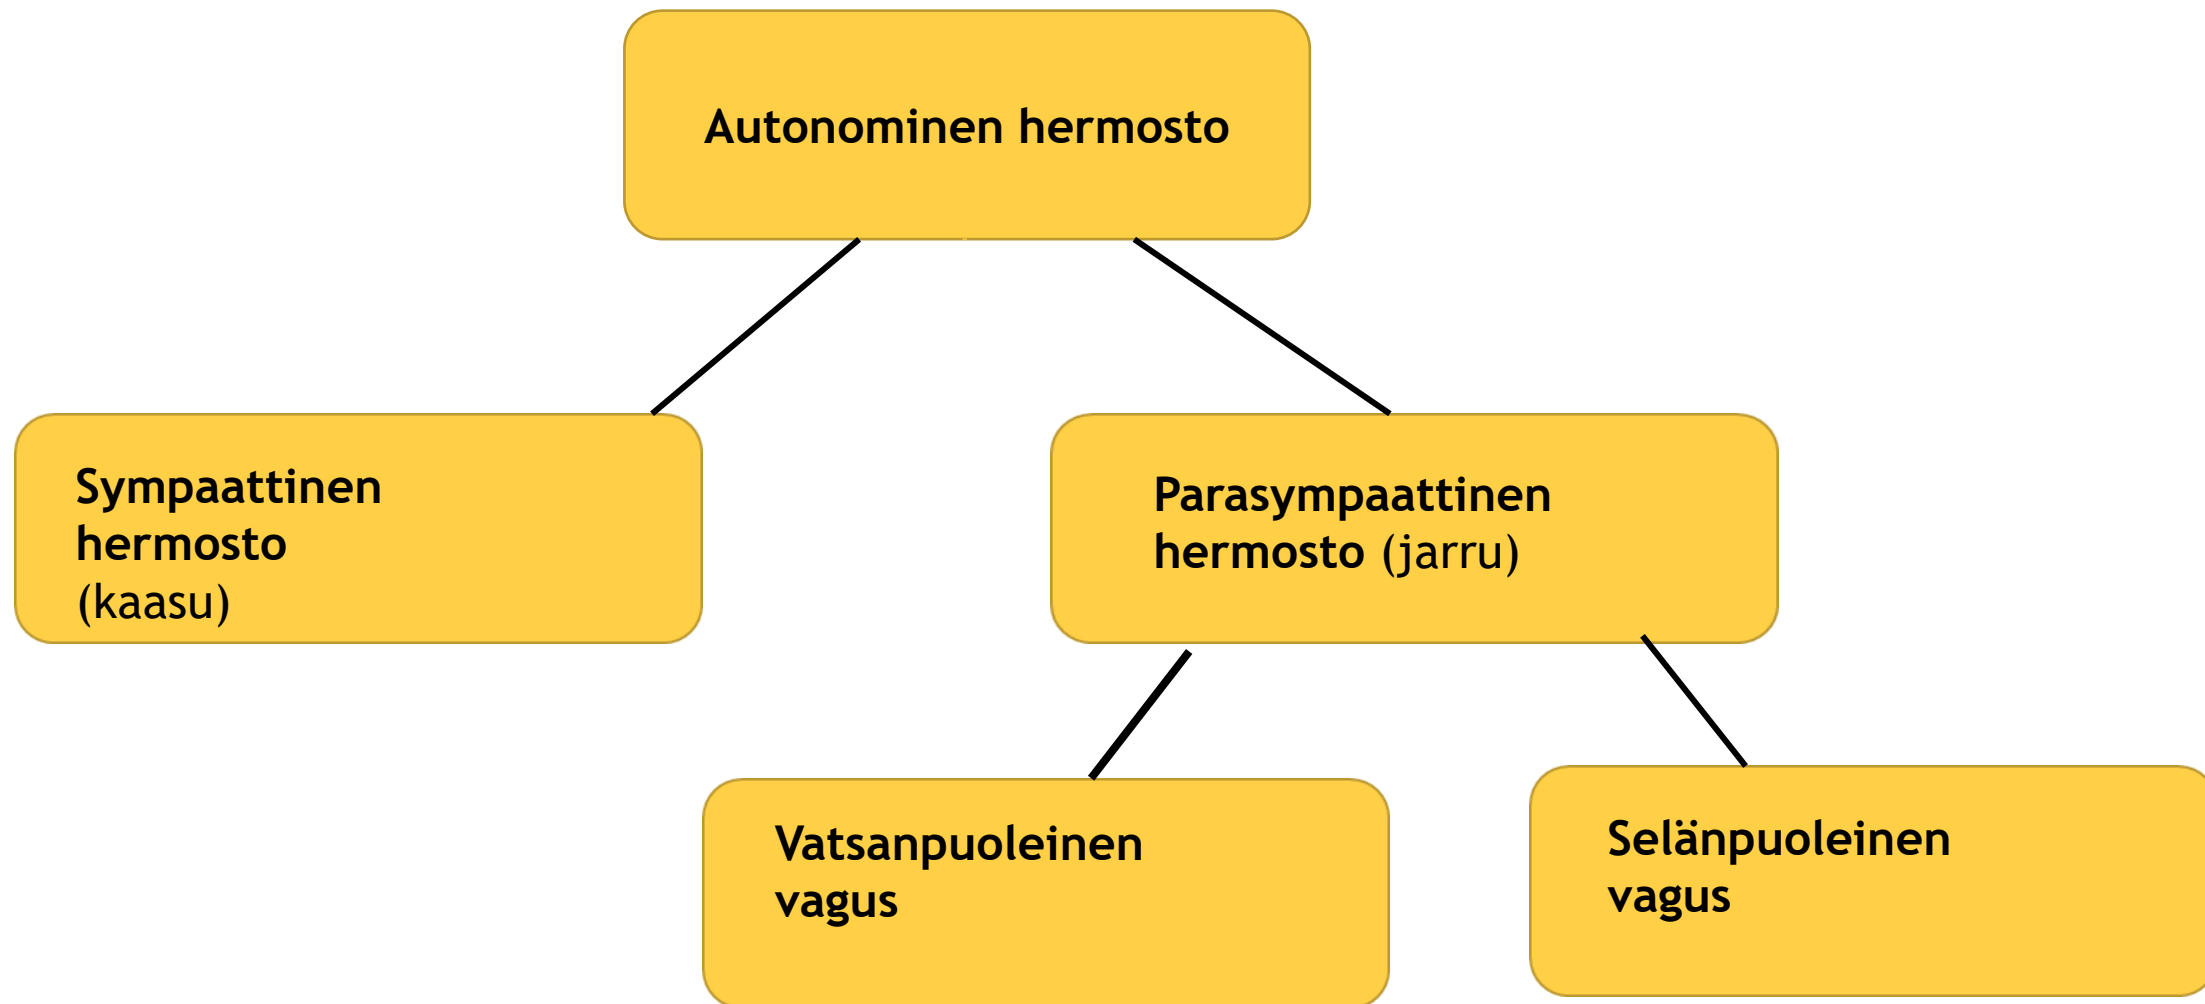 Autonominen hermosto
Sympaattinen
hermosto
(kaasu)
Parasympaattinen
hermosto (jarru)
Vatsanpuoleinen
vagus
Selänpuoleinen
vagus